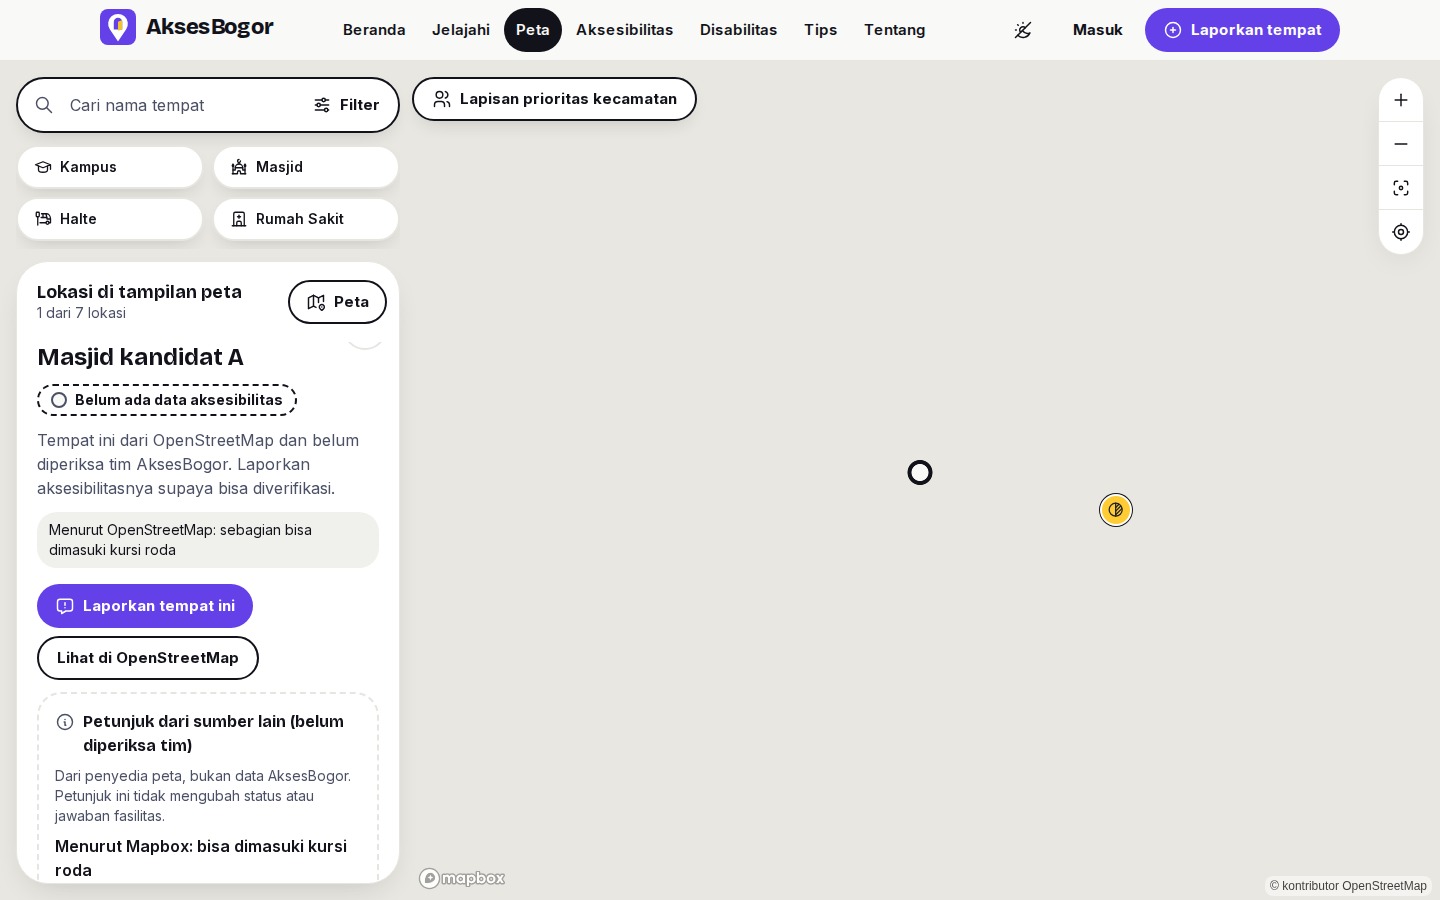 AksesBogor
Beranda
Jelajahi
Peta
Aksesibilitas
Disabilitas
Tips
Tentang
Masuk
Laporkan tempat
Cari nama tempat
Filter
Lapisan prioritas kecamatan
Kampus
Masjid
Halte
Rumah Sakit
Lokasi di tampilan peta
1 dari 7 lokasi
Peta
Masjid kandidat A
Belum ada data aksesibilitas
Tempat ini dari OpenStreetMap dan belum
diperiksa tim AksesBogor. Laporkan
aksesibilitasnya supaya bisa diverifikasi.
Menurut OpenStreetMap: sebagian bisa
dimasuki kursi roda
Laporkan tempat ini
Lihat di OpenStreetMap
Petunjuk dari sumber lain (belum
diperiksa tim)
Dari penyedia peta, bukan data AksesBogor.
Petunjuk ini tidak mengubah status atau
jawaban fasilitas.
Menurut Mapbox: bisa dimasuki kursi
roda
mapbox
© kontributor OpenStreetMap